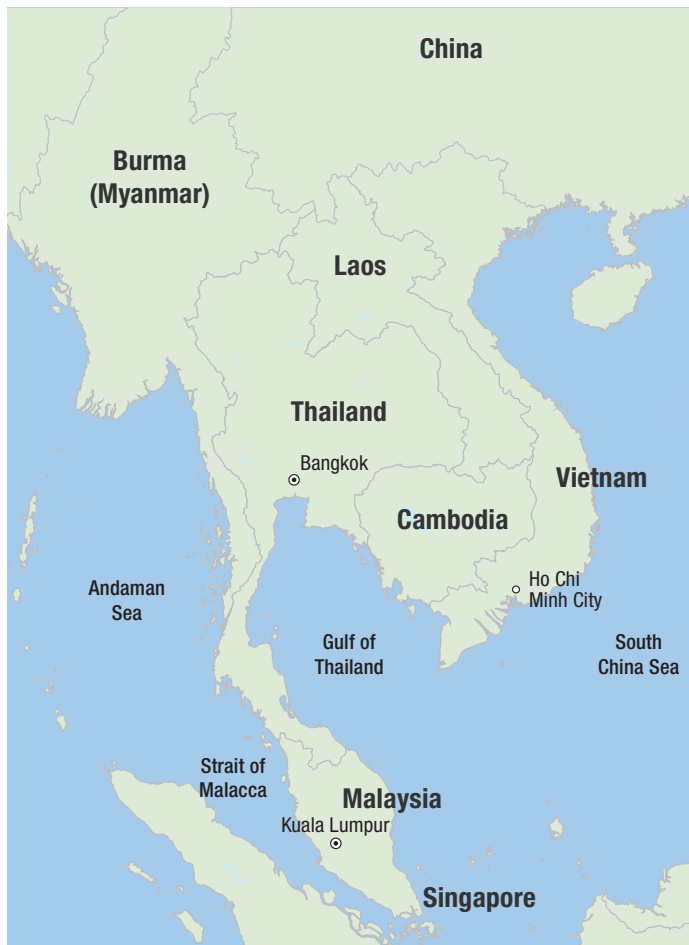 China
Burma
(Myanmar)
Laos
Thailand
Bangkok
Vietnam
Cambodia
Ho Chi
Minh City
Andaman
Sea
Gulf of
Thailand
South
China Sea
Strait of
Malacca
Malaysia
Kuala Lumpur
Singapore